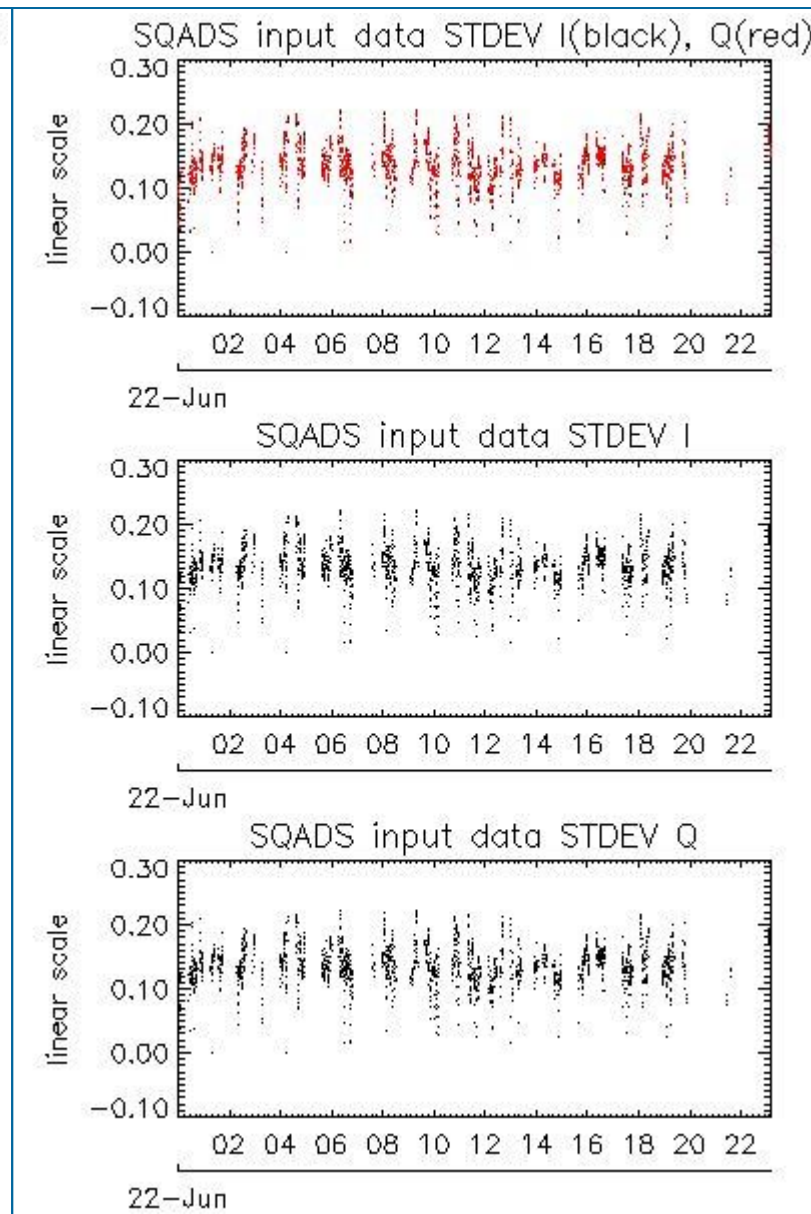 SQADS input data STDEV I(black), Q(red)
0.30
0.20
0.10
0.00
-0.10
linear scale
02 04 06 08 10 12 14 16 18 20 22
22-Jun
SQADS input data STDEV I
0.30
0.20
0.10
0.00
-0.10
linear scale
02 04 06 08 10 12 14 16 18 20 22
22-Jun
SQADS input data STDEV Q
0.30
0.20
0.10
0.00
-0.10
linear scale
02 04 06 08 10 12 14 16 18 20 22
22-Jun